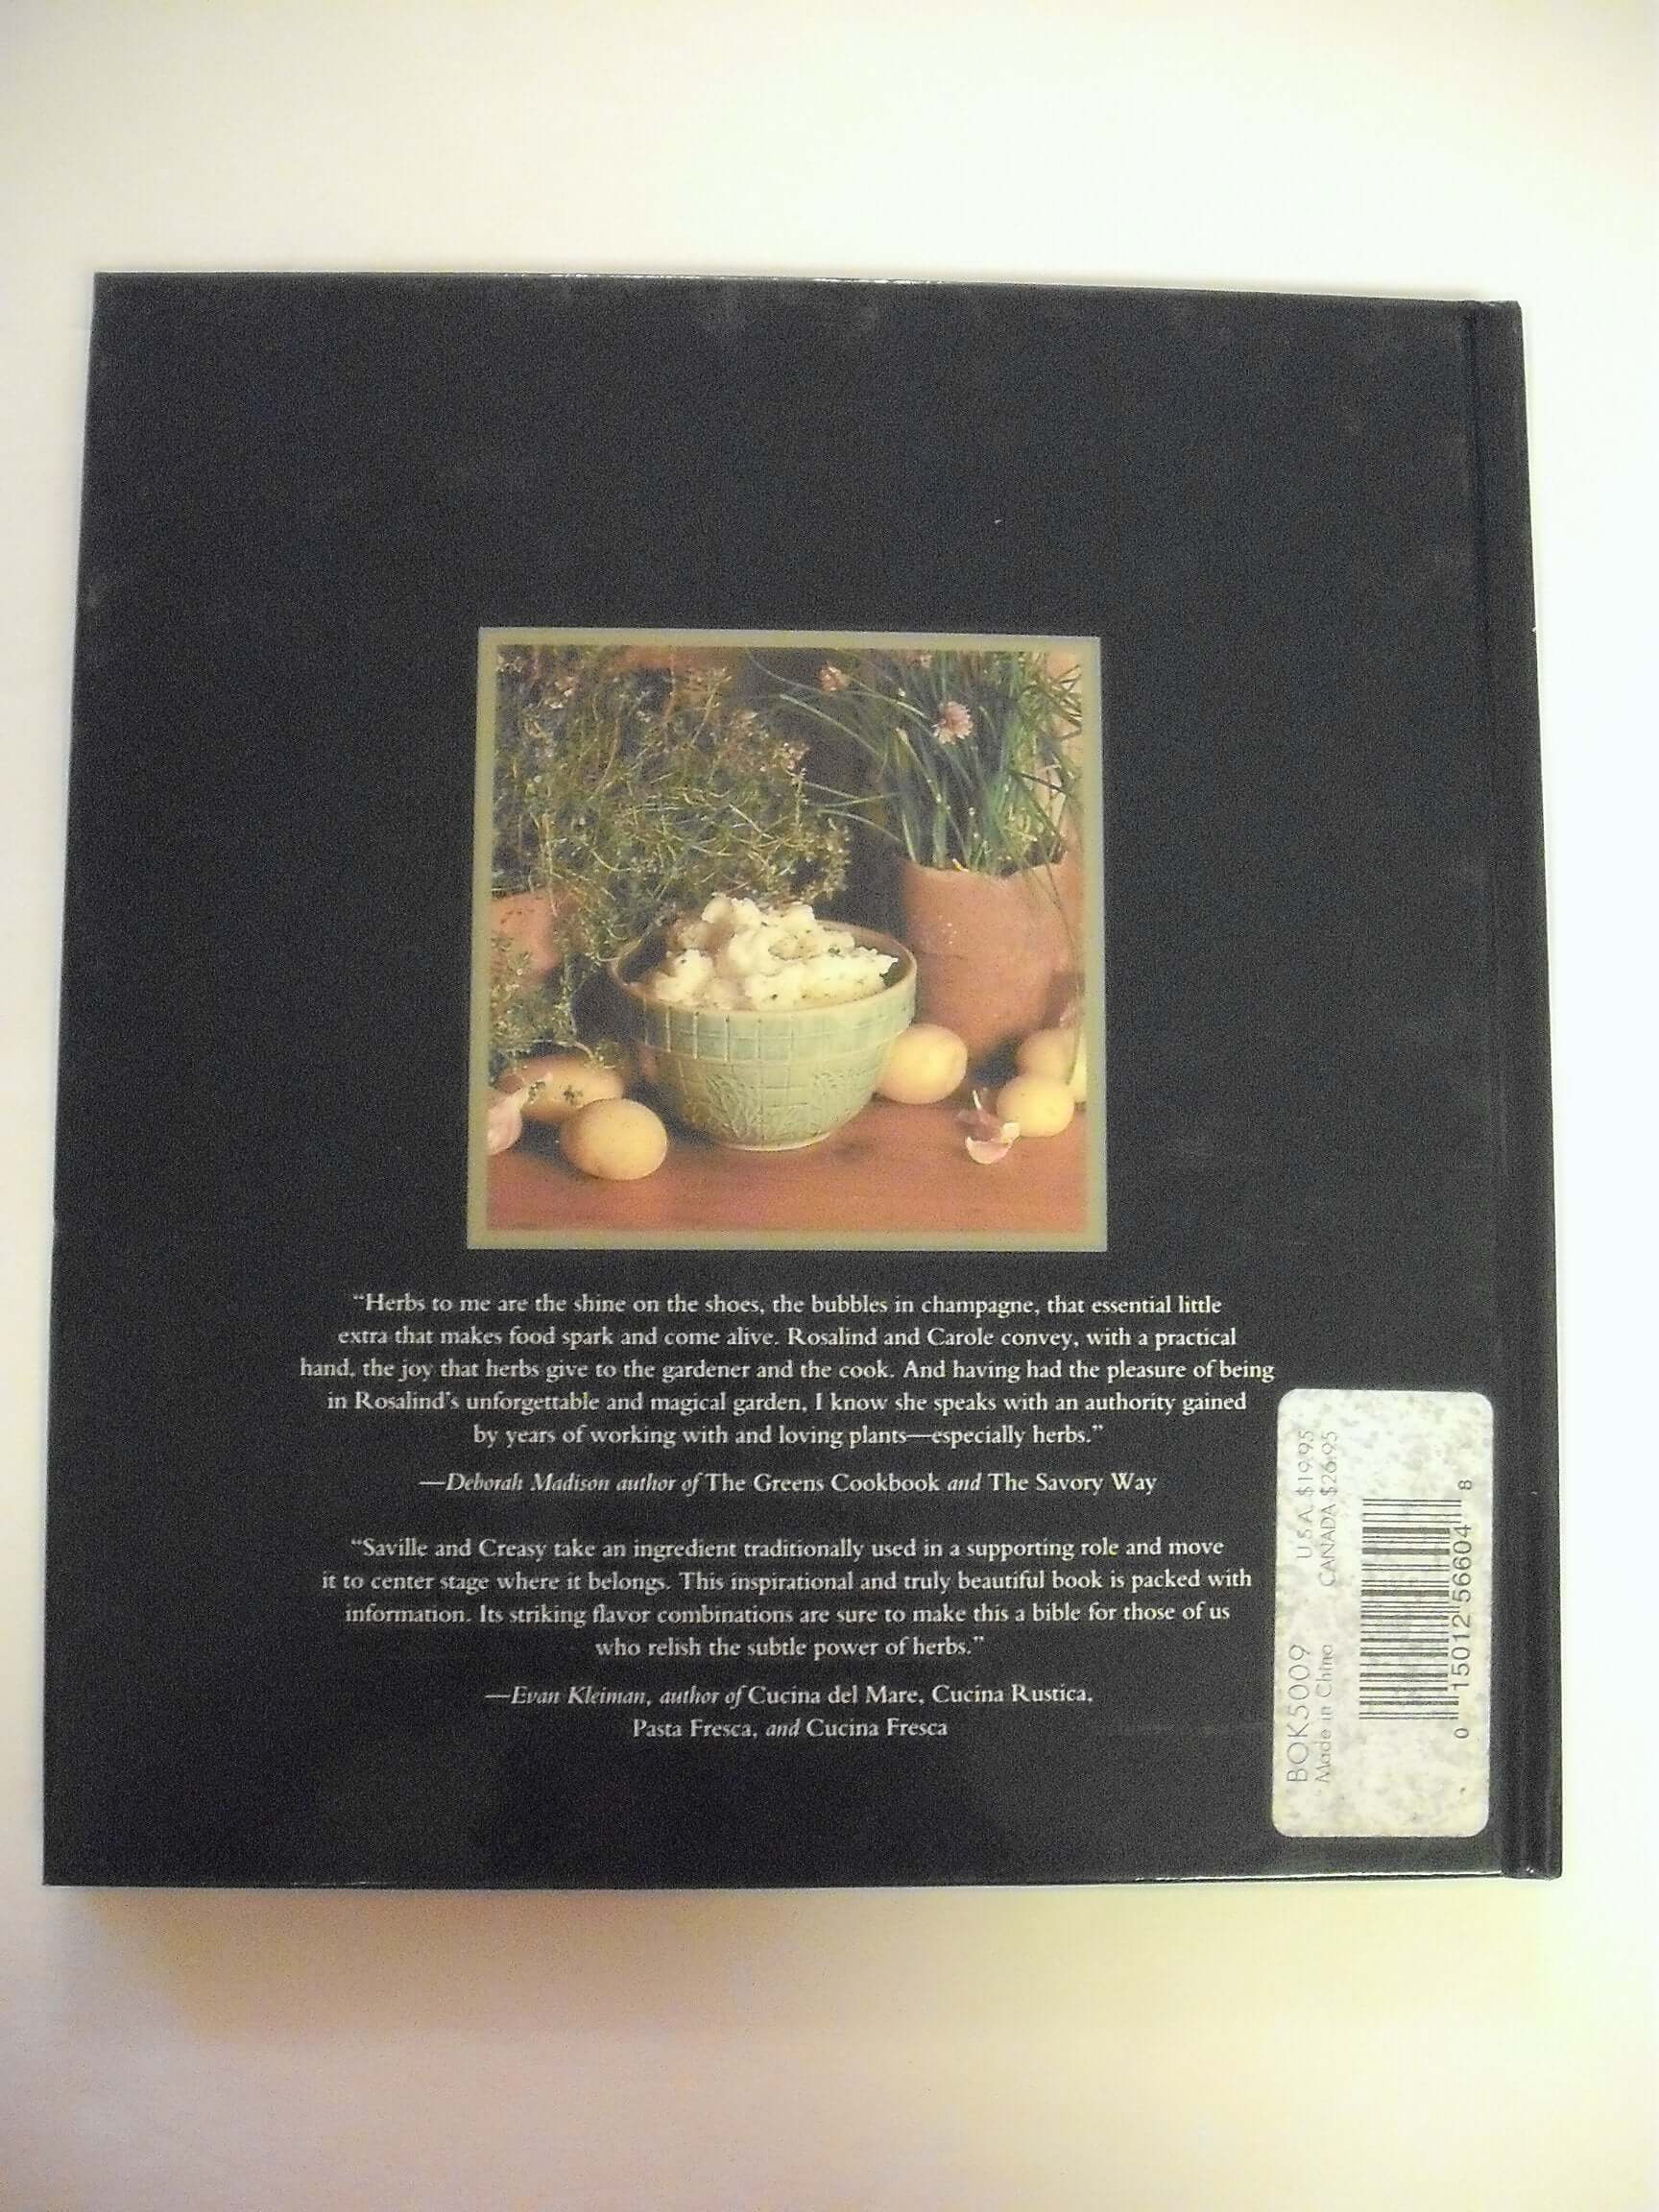 “Herbs to me are the shine on the shoes, the bubbles in champagne, that essential little
extra that makes food spark and come alive. Rosalind and Carole convey, with a practical
hand, the joy that herbs give to the gardener and the cook. And having had the pleasure of being
in Rosalind’s unforgettable and magical garden, I know she speaks with an authority gained
by years of working with and loving plants—especially herbs.”
—Deborah Madison author of The Greens Cookbook and The Savory Way
“Saville and Creasy take an ingredient traditionally used in a supporting role and move
it to center stage where it belongs. This inspirational and truly beautiful book is packed with
information. Its striking flavor combinations are sure to make this a bible for those of us
who relish the subtle power of herbs.”
—Evan Kleiman, author of Cucina del Mare, Cucina Rustica,
Pasta Fresca, and Cucina Fresca
BOK5009 U.S.A. $19.95
Made in China CANADA $26.95
0 15012 56604 8